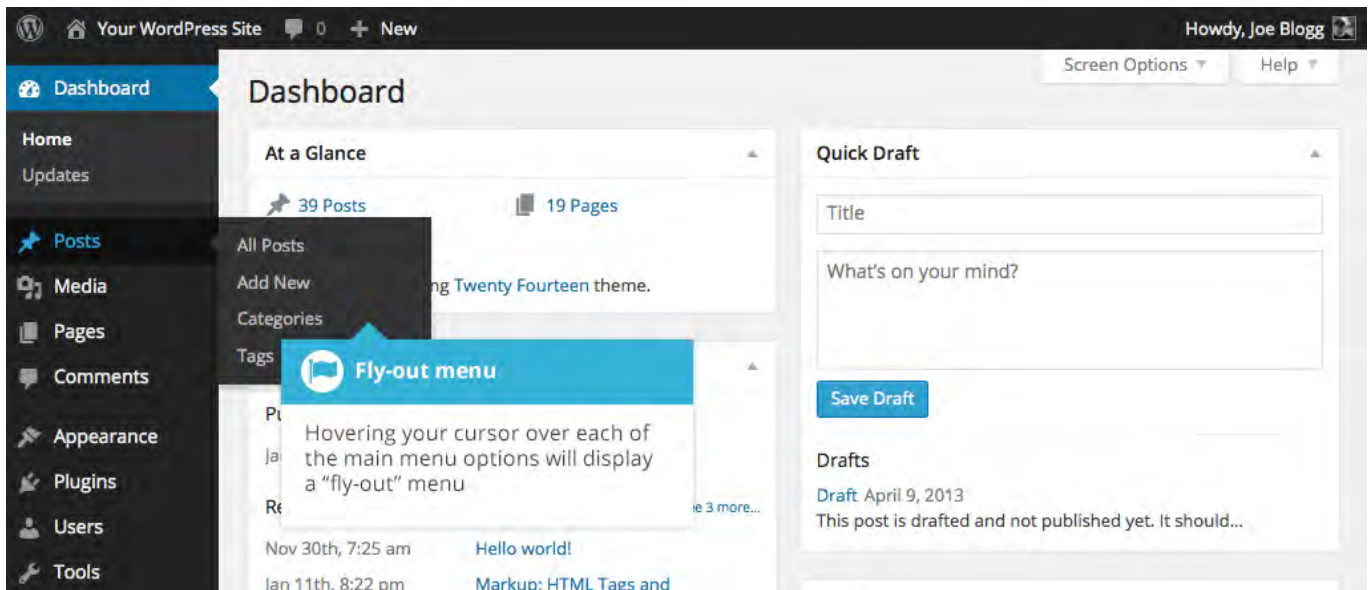 Your WordPress Site 0 + New
Howdy, Joe Blogg
Screen Options
Help
Dashboard
Home
Updates
Posts
Media
Pages
Comments
Appearance
Plugins
Users
Tools
All Posts
Add New
Categories
Tags
Dashboard
At a Glance
39 Posts
19 Pages
Twenty Fourteen theme.
Fly-out menu
Hovering your cursor over each of
the main menu options will display
a “fly-out” menu
3 more...
Nov 30th, 7:25 am Hello world!
Jan 11th, 8:22 pm Markup: HTML Tags and
Quick Draft
Title
What's on your mind?
Save Draft
Drafts
Draft April 9, 2013
This post is drafted and not published yet. It should...